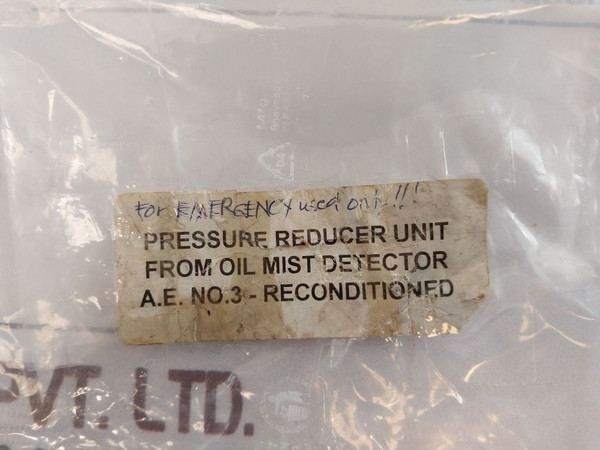 For EMERGENCY used only!!!
PRESSURE REDUCER UNIT
FROM OIL MIST DETECTOR
A.E. NO.3 - RECONDITIONED
PVT. LTD.